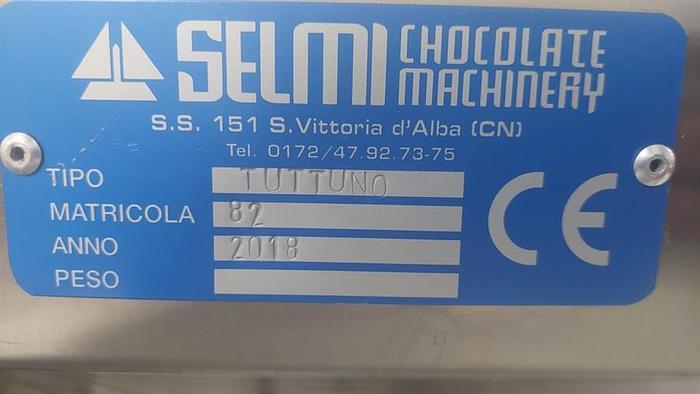 SELMI CHOCOLATE MACHINERY
S.S. 151 S.Vittoria d'Alba (CN)
Tel. 0172/47.92.73-75
TIPO TUTTUNO
MATRICOLA 82
ANNO 2018
PESO
CE